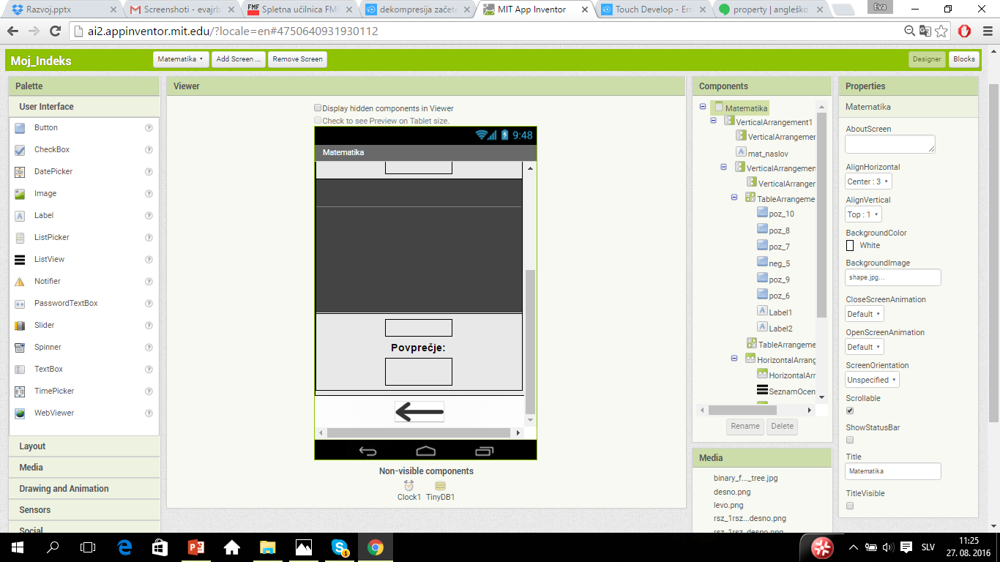 Razvoj.pptx
Screenshoti - evajrb
Spletna učilnica FMF
dekompresija začete
MIT App Inventor
Touch Develop - Err
property | angleško
Eva
ai2.appinventor.mit.edu/?locale=en#4750640931930112
Moj_Indeks
Matematika
Add Screen ...
Remove Screen
Designer
Blocks
Palette
User Interface
Button
CheckBox
DatePicker
Image
Label
ListPicker
ListView
Notifier
PasswordTextBox
Slider
Spinner
TextBox
TimePicker
WebViewer
Layout
Media
Drawing and Animation
Sensors
Social
Viewer
Display hidden components in Viewer
Check to see Preview on Tablet size.
9:48
Matematika
Povprečje:
Non-visible components
Clock1
TinyDB1
Components
Matematika
VerticalArrangement1
VerticalArrangemer
mat_naslov
VerticalArrangemen
VerticalArranger
TableArrangeme
poz_10
poz_8
poz_7
neg_5
poz_9
poz_6
Label1
Label2
TableArrangeme
HorizontalArrang
HorizontalArr
SeznamOcen
Rename
Delete
Media
binary_f..._tree.jpg
desno.png
levo.png
rsz_1rsz...desno.png
rsz_1rsz_desno.png
Properties
Matematika
AboutScreen
AlignHorizontal
Center : 3
AlignVertical
Top : 1
BackgroundColor
White
BackgroundImage
shape.jpg...
CloseScreenAnimation
Default
OpenScreenAnimation
Default
ScreenOrientation
Unspecified
Scrollable
ShowStatusBar
Title
Matematika
TitleVisible
SLV
11:25
27. 08. 2016